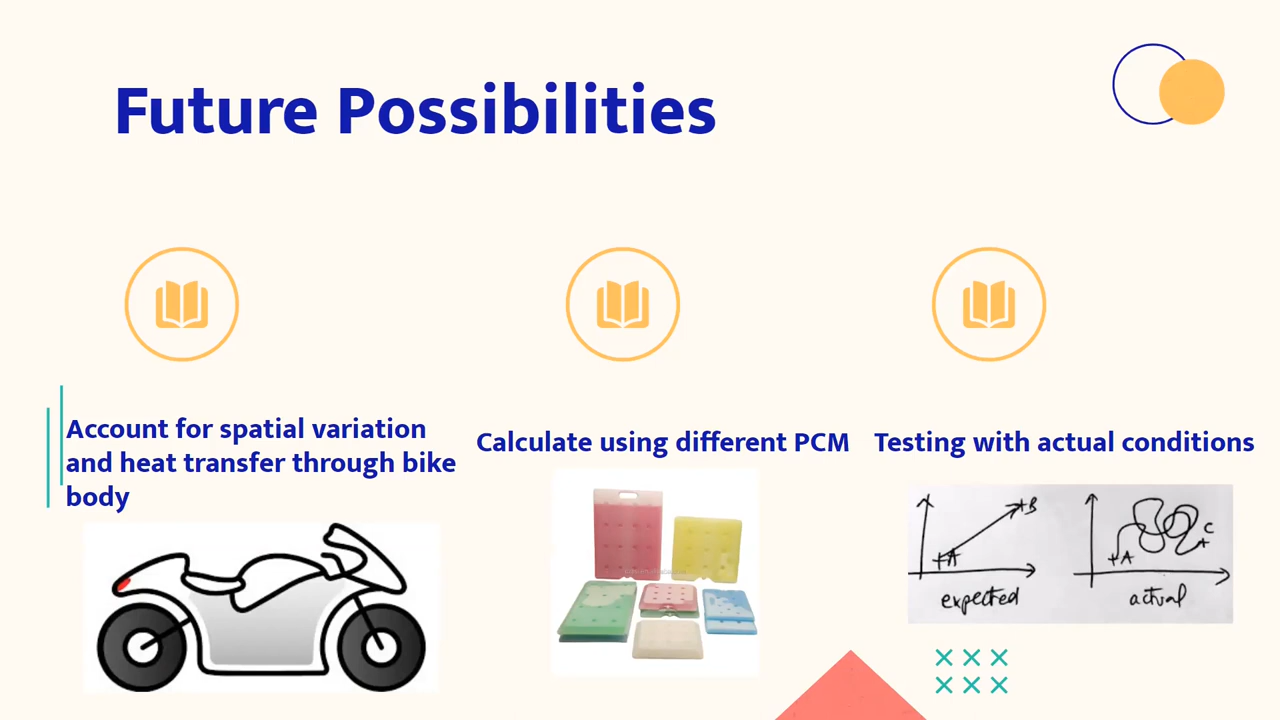 Future Possibilities
Account for spatial variation
and heat transfer through bike
body
Calculate using different PCM
Testing with actual conditions
+A
+B
expected
+A
C
+
actual